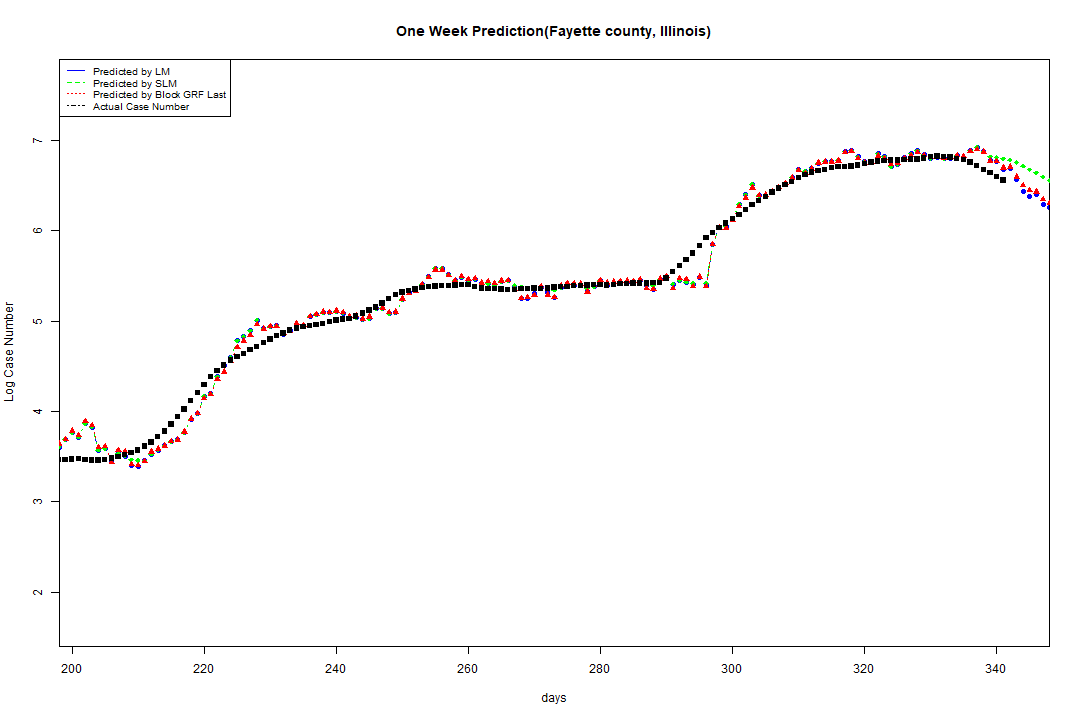 One Week Prediction(Fayette county, Illinois)
Predicted by LM
Predicted by SLM
Predicted by Block GRF Last
Actual Case Number
7
6
5
4
3
2
Log Case Number
200 220 240 260 280 300 320 340
days